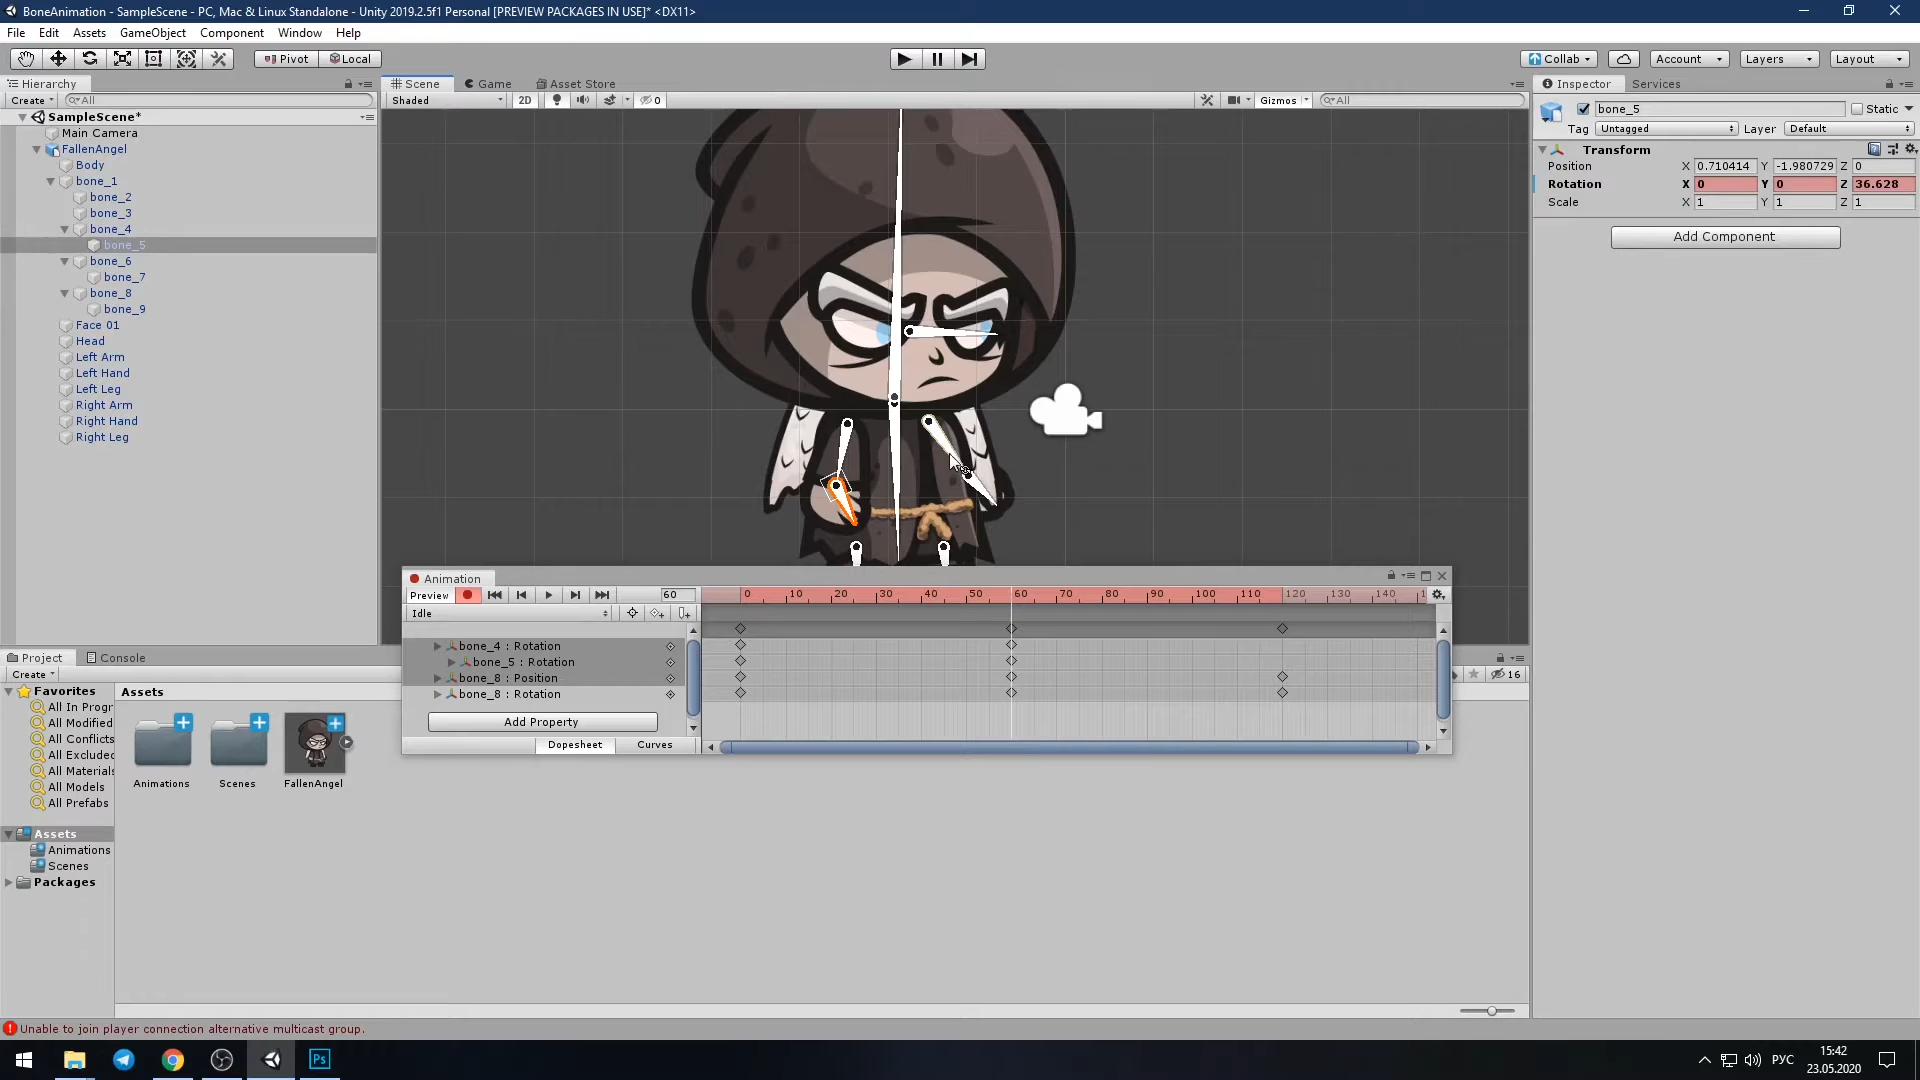 BoneAnimation - SampleScene - PC, Mac & Linux Standalone - Unity 2019.2.5f1 Personal [PREVIEW PACKAGES IN USE]* <DX11>
File Edit Assets GameObject Component Window Help
Pivot Local Collab Account Layers Layout
Hierarchy Scene Game Asset Store Inspector Services
Create All Shaded 2D 0 Gizmos All bone_5 Static
SampleScene*
Main Camera
FallenAngel
Body
bone_1
bone_2
bone_3
bone_4
bone_5
bone_6
bone_7
bone_8
bone_9
Face 01
Head
Left Arm
Left Hand
Left Leg
Right Arm
Right Hand
Right Leg
Tag Untagged Layer Default
Transform
Position X 0.710414 Y -1.980729 Z 0
Rotation X 0 Y 0 Z 36.628
Scale X 1 Y 1 Z 1
Add Component
Animation
Preview 60 0 10 20 30 40 50 60 70 80 90 100 110 120 130 140
Idle
bone_4 : Rotation
bone_5 : Rotation
bone_8 : Position
bone_8 : Rotation
Add Property
Dopesheet Curves
Project Console
Create 16
Favorites
All In Progr
All Modified
All Conflicts
All Excluded
All Materials
All Models
All Prefabs
Assets
Animations
Scenes
Packages
Assets
Animations Scenes FallenAngel
Unable to join player connection alternative multicast group.
Ps РУС 15:42
23.05.2020